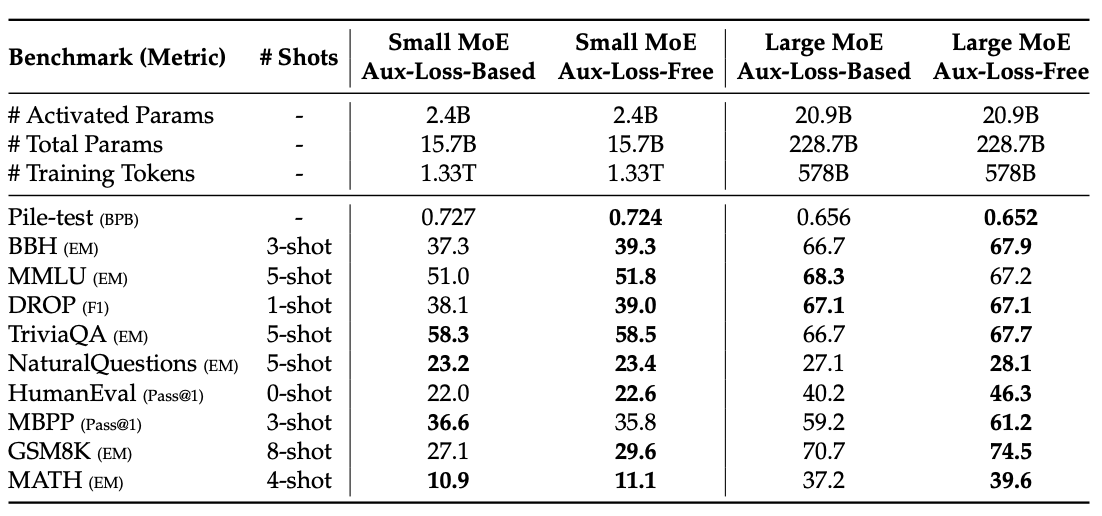 Benchmark (Metric) # Shots Small MoE Aux-Loss-Based Small MoE Aux-Loss-Free Large MoE Aux-Loss-Based Large MoE Aux-Loss-Free
# Activated Params - 2.4B 2.4B 20.9B 20.9B
# Total Params - 15.7B 15.7B 228.7B 228.7B
# Training Tokens - 1.33T 1.33T 578B 578B
Pile-test (BPB) - 0.727 0.724 0.656 0.652
BBH (EM) 3-shot 37.3 39.3 66.7 67.9
MMLU (EM) 5-shot 51.0 51.8 68.3 67.2
DROP (F1) 1-shot 38.1 39.0 67.1 67.1
TriviaQA (EM) 5-shot 58.3 58.5 66.7 67.7
NaturalQuestions (EM) 5-shot 23.2 23.4 27.1 28.1
HumanEval (Pass@1) 0-shot 22.0 22.6 40.2 46.3
MBPP (Pass@1) 3-shot 36.6 35.8 59.2 61.2
GSM8K (EM) 8-shot 27.1 29.6 70.7 74.5
MATH (EM) 4-shot 10.9 11.1 37.2 39.6